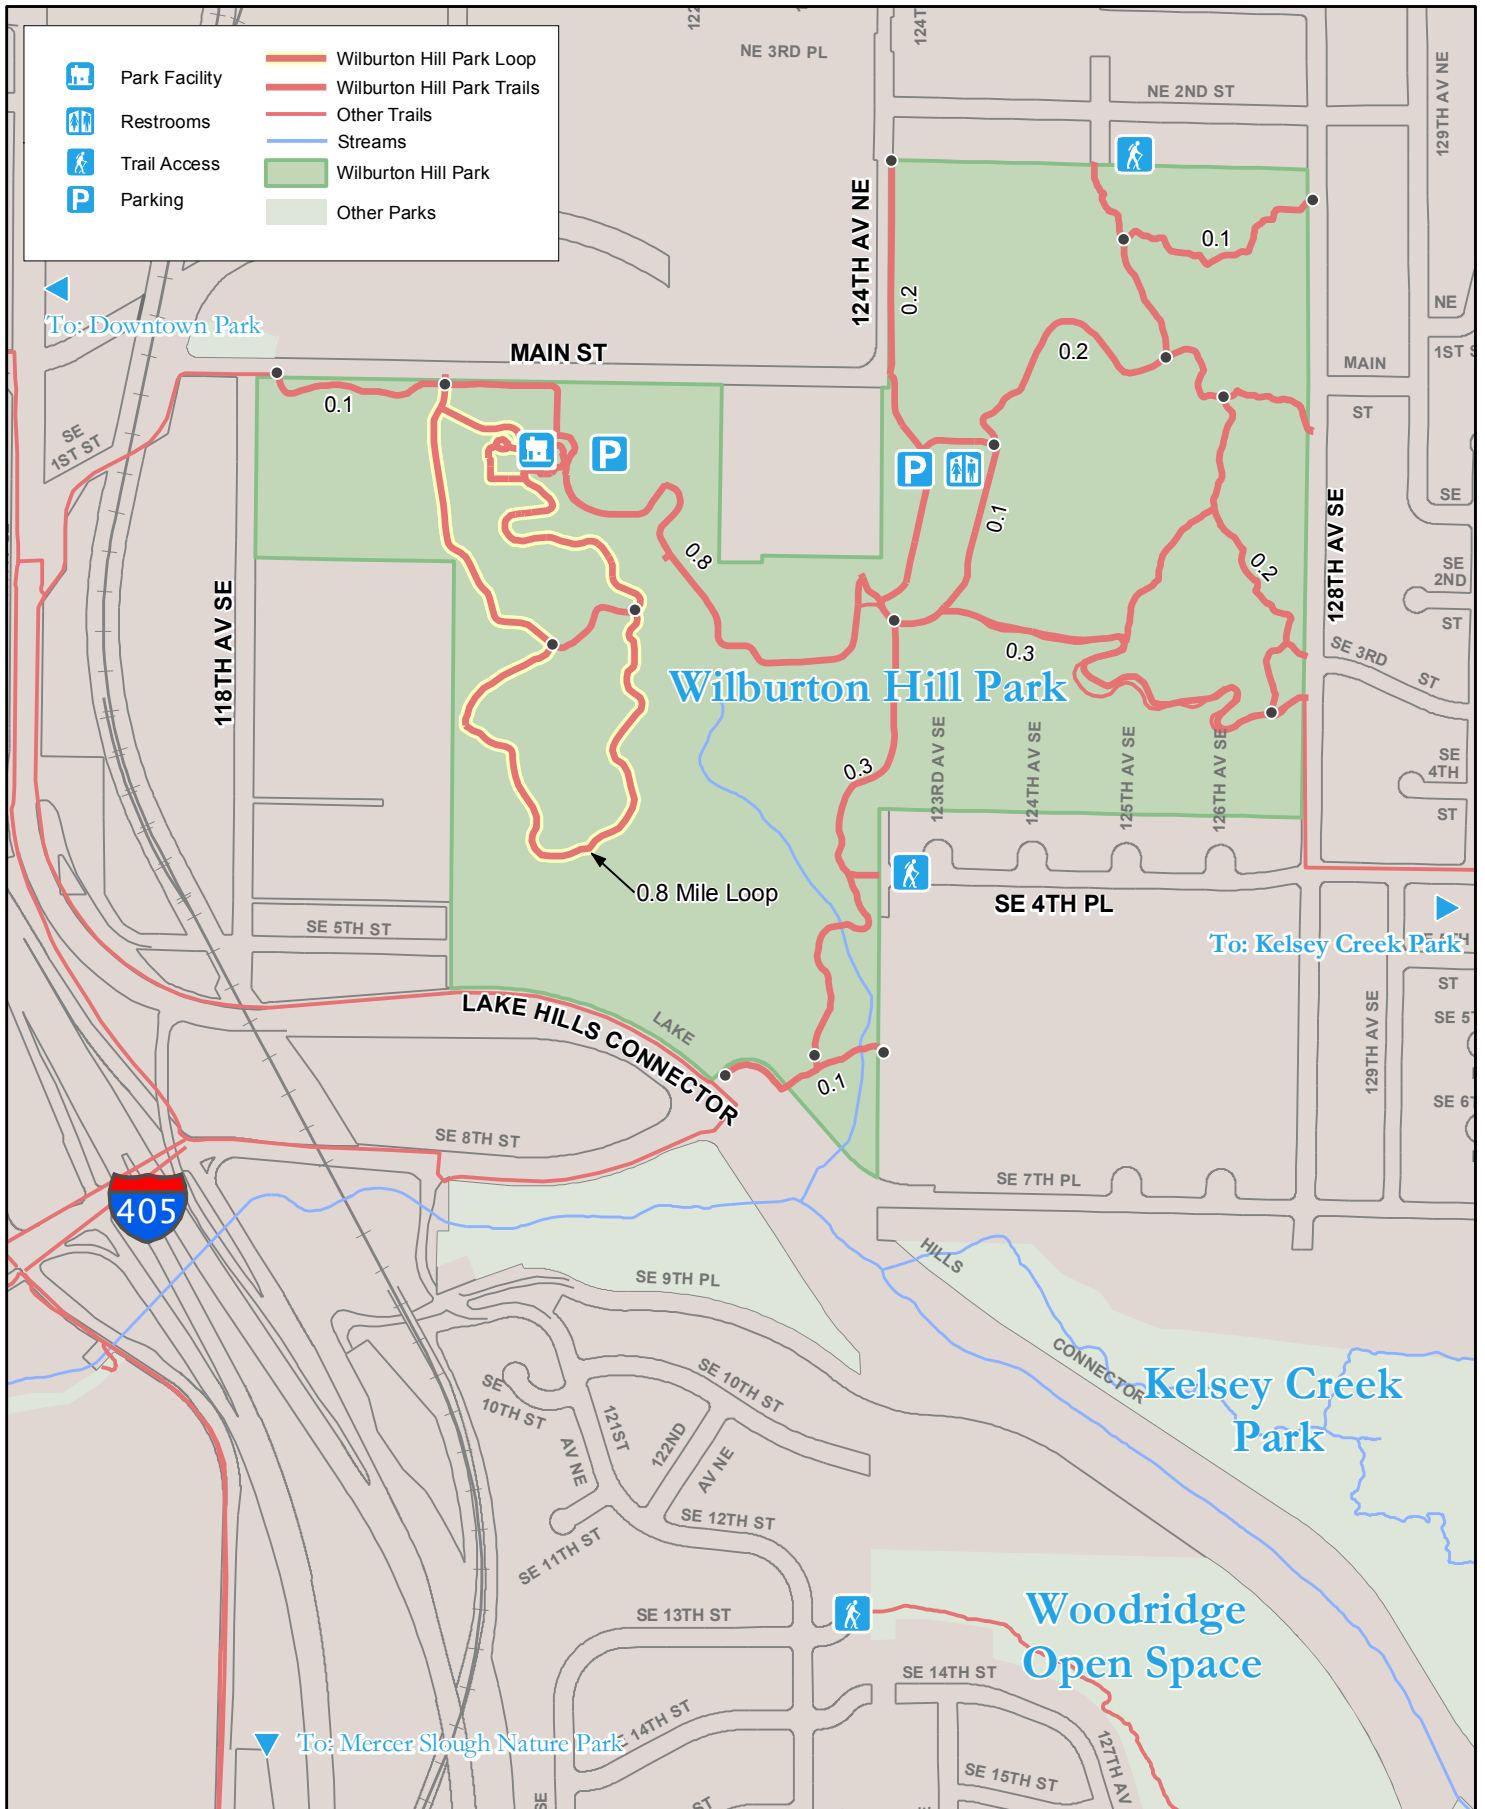 Park Facility
Restrooms
Trail Access
Parking
Wilburton Hill Park Loop
Wilburton Hill Park Trails
Other Trails
Streams
Wilburton Hill Park
Other Parks
122
124T
NE 3RD PL
NE 2ND ST
129TH AV NE
To: Downtown Park
124TH AV NE
MAIN ST
NE
1ST S
MAIN
ST
SE
1ST ST
0.1
0.2
0.2
0.1
0.8
0.1
0.2
0.3
0.3
0.1
118TH AV SE
128TH AV SE
SE
SE
2ND
ST
SE 3RD
ST
SE
4TH
ST
Wilburton Hill Park
123RD AV SE
124TH AV SE
125TH AV SE
126TH AV SE
0.8 Mile Loop
SE 4TH PL
To: Kelsey Creek Park
SE 5TH ST
LAKE HILLS CONNECTOR
LAKE
129TH AV SE
ST
SE 5T
SE 6T
SE 8TH ST
SE 7TH PL
405
HILLS
CONNECTOR
SE 9TH PL
SE 10TH ST
SE
10TH ST
121ST
AV NE
122ND
AV NE
SE 11TH ST
SE 12TH ST
Kelsey Creek
Park
SE 13TH ST
Woodridge
Open Space
SE 14TH ST
E 14TH ST
To: Mercer Slough Nature Park
127TH AV
SE 15TH ST
SE
ST